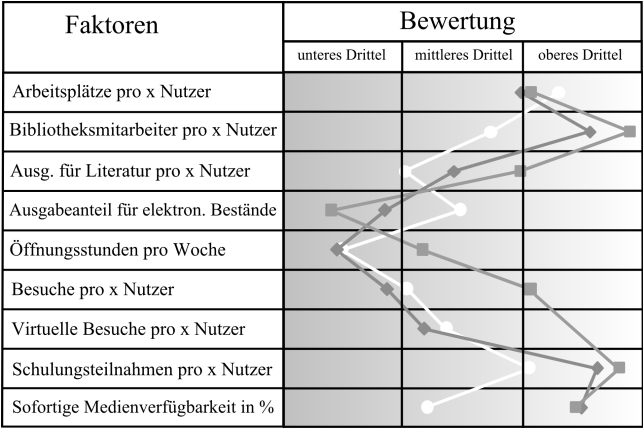 Faktoren
Bewertung
unteres Drittel
mittleres Drittel
oberes Drittel
Arbeitsplätze pro x Nutzer
Bibliotheksmitarbeiter pro x Nutzer
Ausg. für Literatur pro x Nutzer
Ausgabeanteil für elektron. Bestände
Öffnungsstunden pro Woche
Besuche pro x Nutzer
Virtuelle Besuche pro x Nutzer
Schulungsteilnahmen pro x Nutzer
Sofortige Medienverfügbarkeit in %